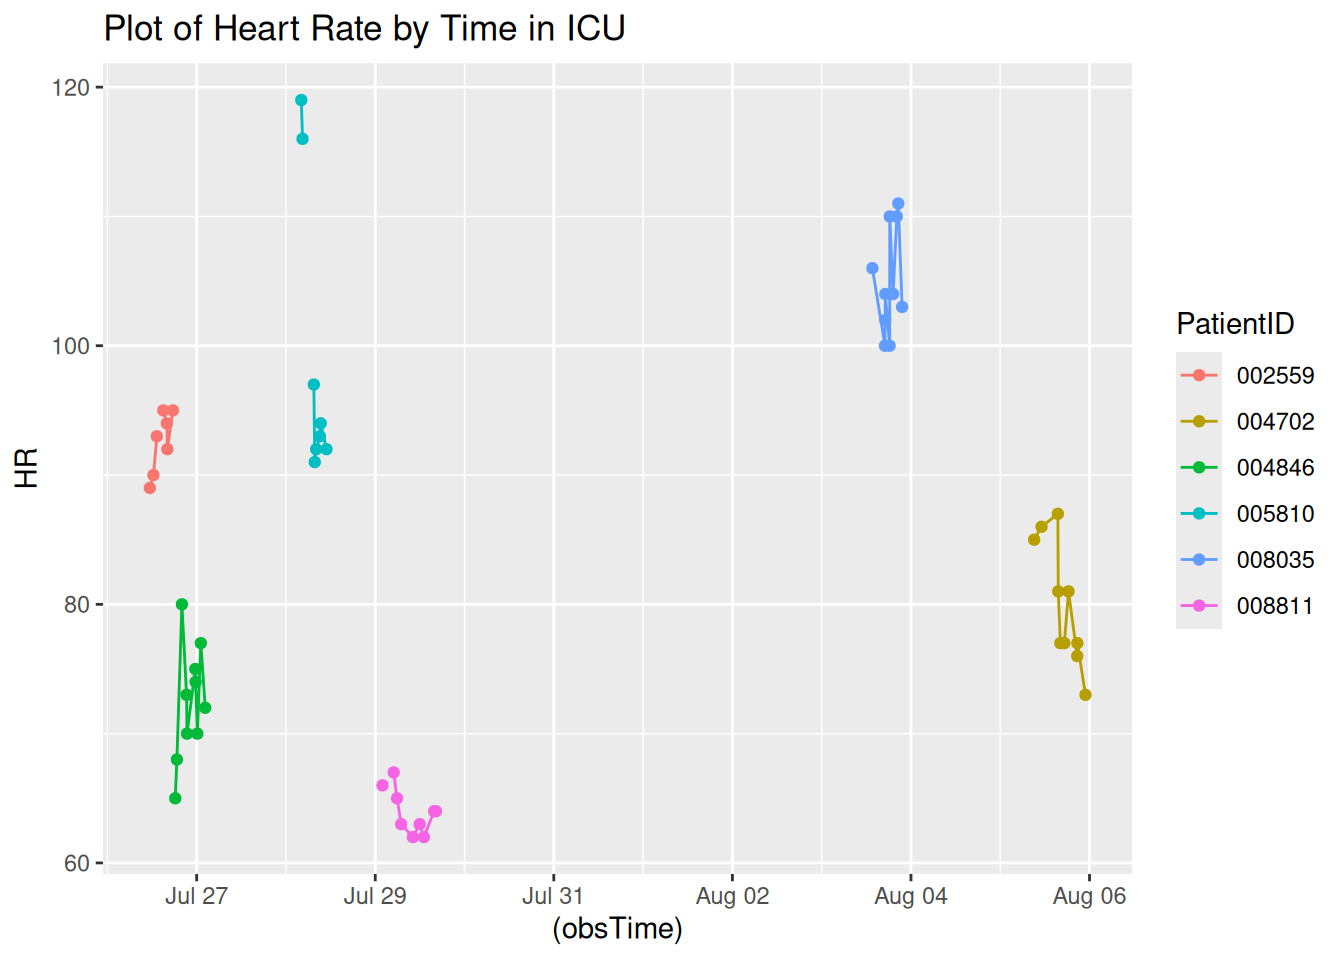 Plot of Heart Rate by Time in ICU
120
100
80
60
HR
Jul 27
Jul 29
Jul 31
Aug 02
Aug 04
Aug 06
(obsTime)
PatientID
002559
004702
004846
005810
008035
008811